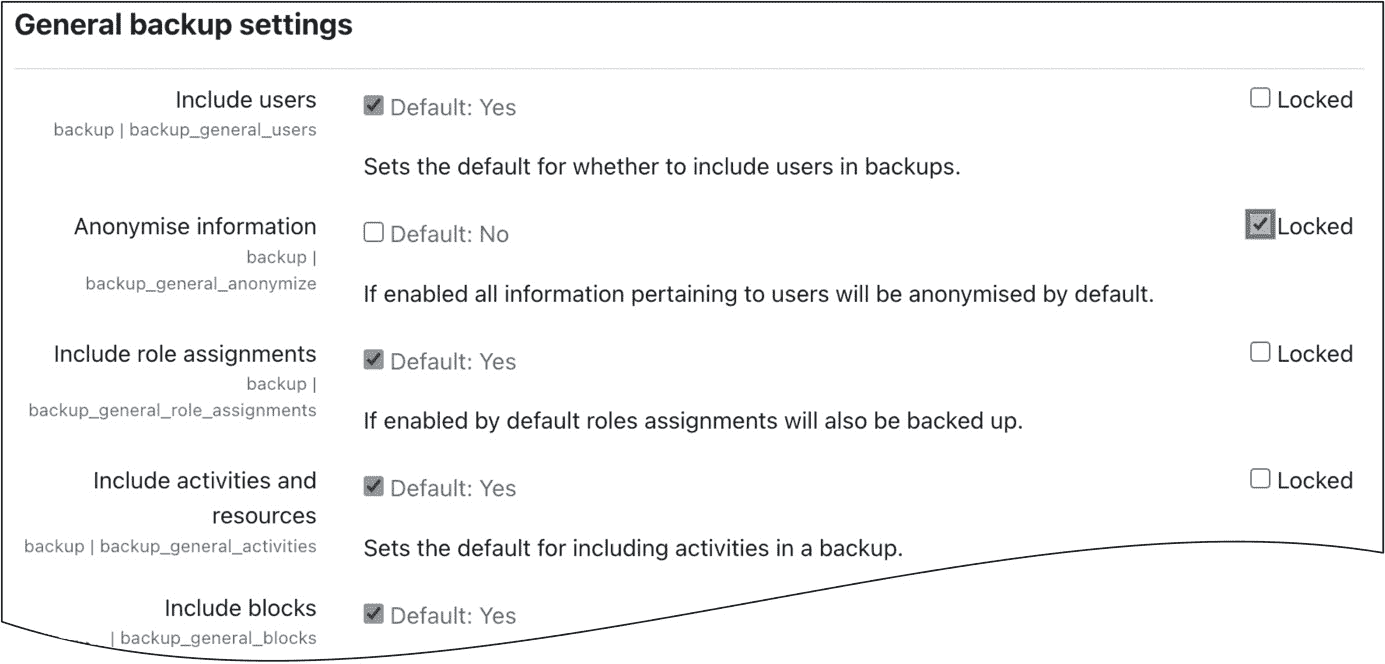 General backup settings
Include users
Default: Yes
Locked
backup | backup_general_users
Sets the default for whether to include users in backups.
Anonymise information
Default: No
Locked
backup |
backup_general_anonymize
If enabled all information pertaining to users will be anonymised by default.
Include role assignments
Default: Yes
Locked
backup |
backup_general_role_assignments
If enabled by default roles assignments will also be backed up.
Include activities and
resources
Default: Yes
Locked
backup | backup_general_activities
Sets the default for including activities in a backup.
Include blocks
Default: Yes
| backup_general_blocks